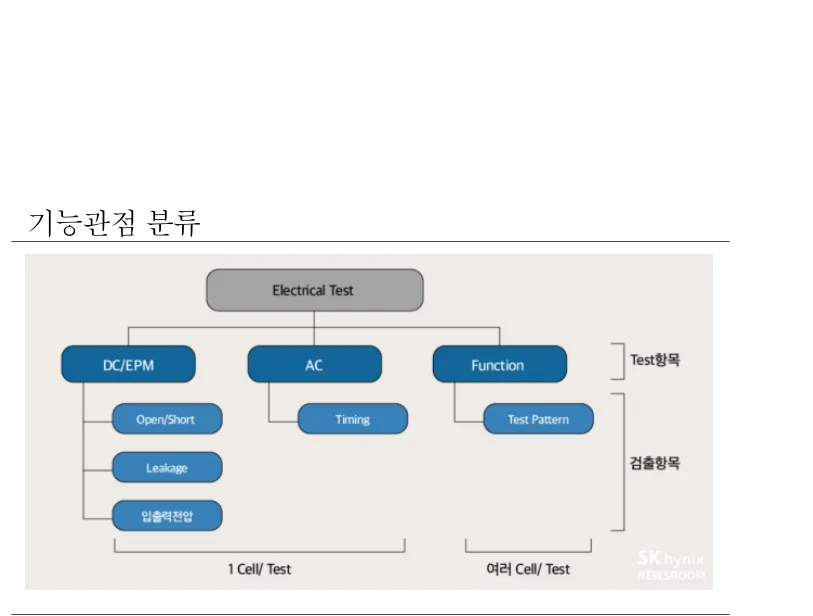 기능관점 분류
Electrical Test
DC/EPM
AC
Function
Test항목
Open/Short
Timing
Test Pattern
Leakage
검출항목
입출력전압
1 Cell/ Test
여러 Cell/ Test
SK hynix
NEWSROOM